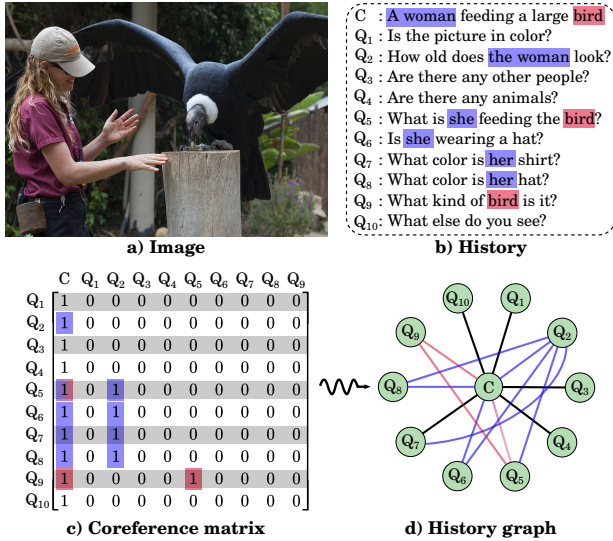 C : A woman feeding a large bird
Q1 : Is the picture in color?
Q2 : How old does the woman look?
Q3 : Are there any other people?
Q4 : Are there any animals?
Q5 : What is she feeding the bird?
Q6 : Is she wearing a hat?
Q7 : What color is her shirt?
Q8 : What color is her hat?
Q9 : What kind of bird is it?
Q10 : What else do you see?
a) Image
b) History
C Q1 Q2 Q3 Q4 Q5 Q6 Q7 Q8 Q9
Q1 1 0 0 0 0 0 0 0 0 0
Q2 1 0 0 0 0 0 0 0 0 0
Q3 1 0 0 0 0 0 0 0 0 0
Q4 1 0 0 0 0 0 0 0 0 0
Q5 1 0 1 0 0 0 0 0 0 0
Q6 1 0 1 0 0 0 0 0 0 0
Q7 1 0 1 0 0 0 0 0 0 0
Q8 1 0 1 0 0 0 0 0 0 0
Q9 1 0 0 0 0 1 0 0 0 0
Q10 1 0 0 0 0 0 0 0 0 0
c) Coreference matrix
Q10 Q1
Q9 Q2
Q8 C Q3
Q7 Q4
Q6 Q5
d) History graph